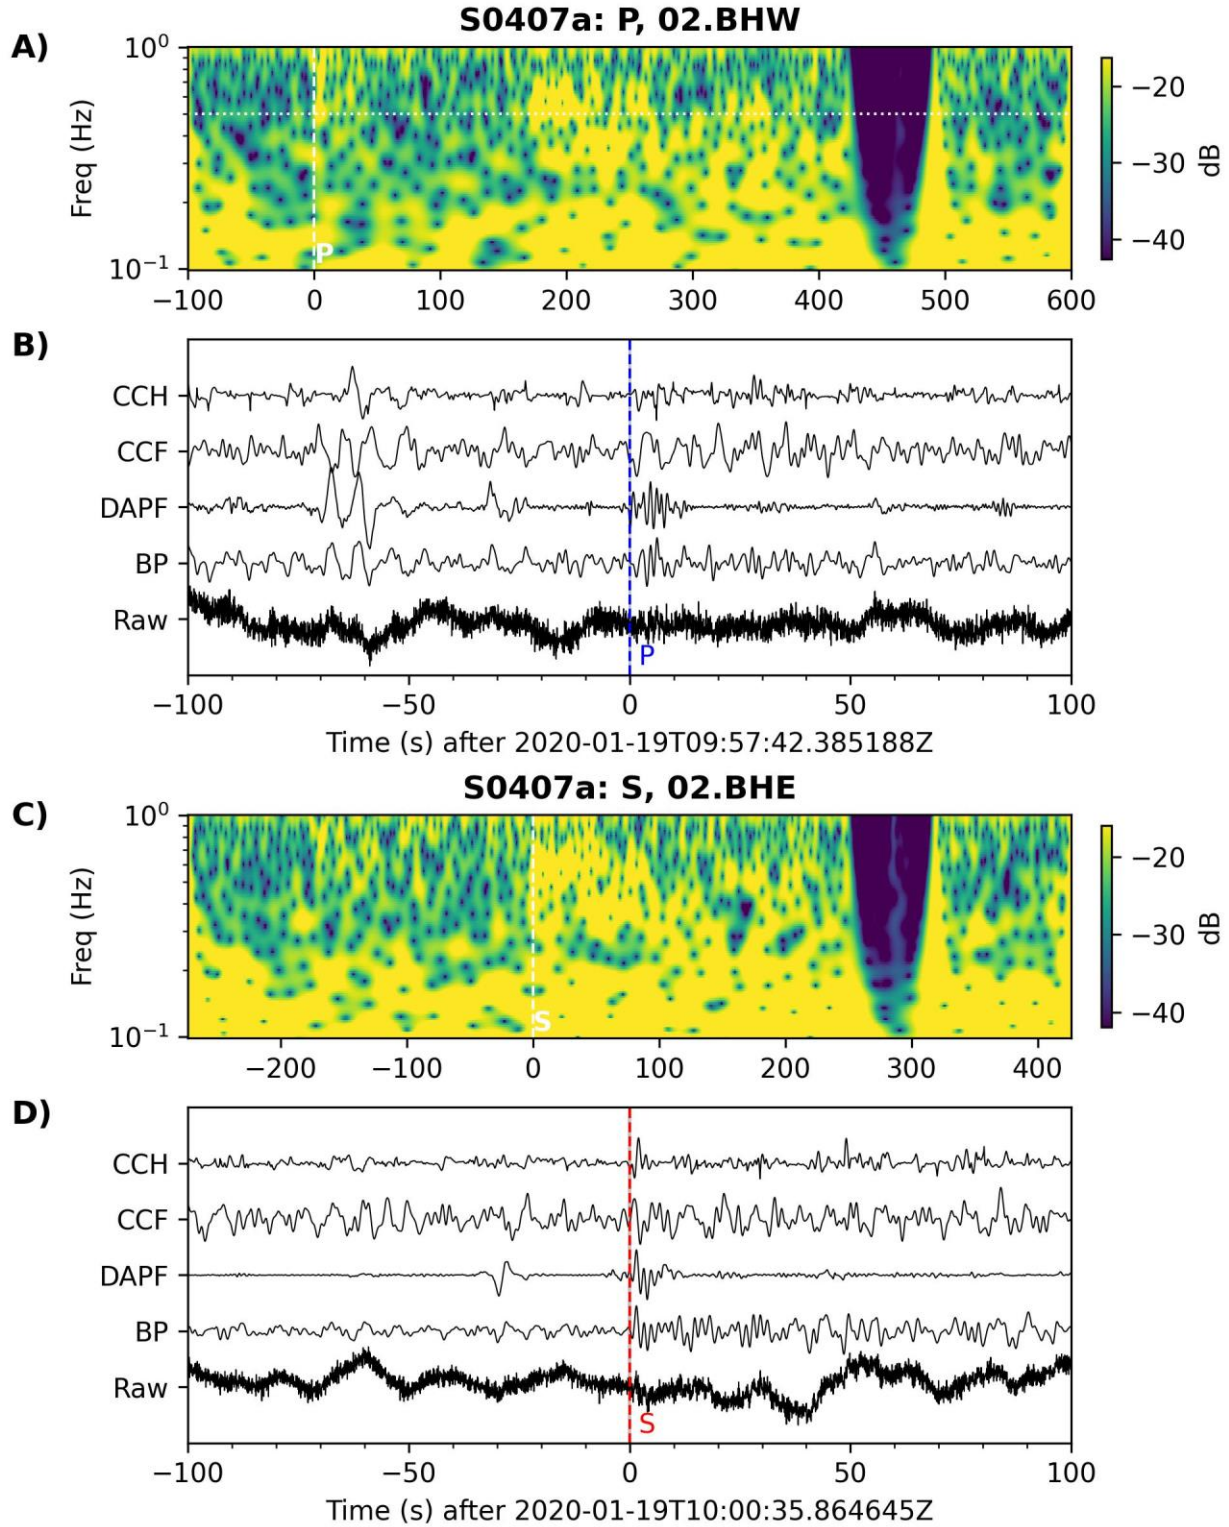 S0407a: P, 02.BHW
A)
10⁰
Freq (Hz)
10⁻¹
P
−100 0 100 200 300 400 500 600
−20
−30
−40
dB
B)
CCH
CCF
DAPF
BP
Raw
P
−100 −50 0 50 100
Time (s) after 2020-01-19T09:57:42.385188Z
S0407a: S, 02.BHE
C)
10⁰
Freq (Hz)
10⁻¹
S
−200 −100 0 100 200 300 400
−20
−30
−40
dB
D)
CCH
CCF
DAPF
BP
Raw
S
−100 −50 0 50 100
Time (s) after 2020-01-19T10:00:35.864645Z